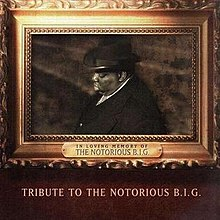 IN LOVING MEMORY OF
THE NOTORIOUS B.I.G.
TRIBUTE TO THE NOTORIOUS B.I.G.